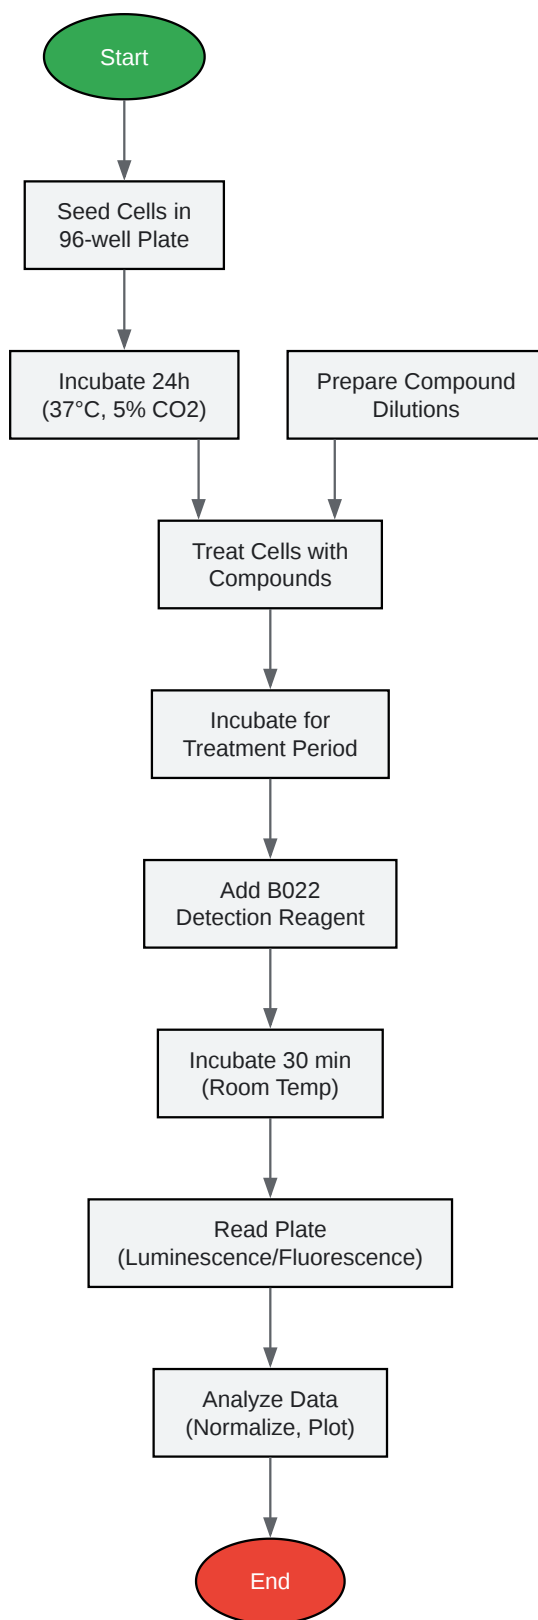 Start
Seed Cells in
96-well Plate
Incubate 24h
(37°C, 5% CO2)
Prepare Compound
Dilutions
Treat Cells with
Compounds
Incubate for
Treatment Period
Add B022
Detection Reagent
Incubate 30 min
(Room Temp)
Read Plate
(Luminescence/Fluorescence)
Analyze Data
(Normalize, Plot)
End